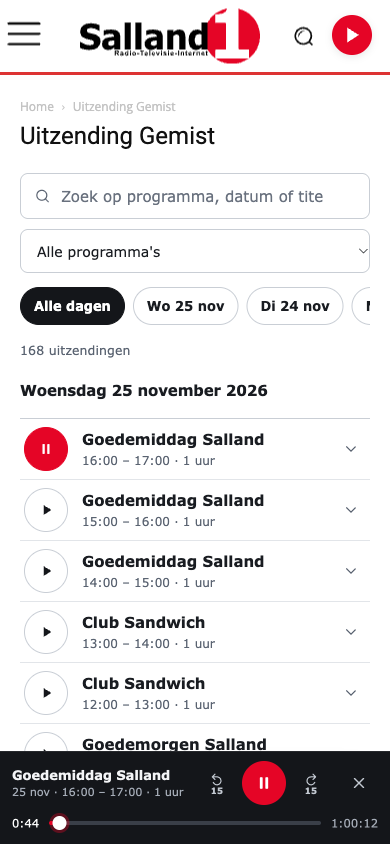 Salland1
Radio-Televisie-Internet
Home › Uitzending Gemist
Uitzending Gemist
Zoek op programma, datum of tite
Alle programma's
Alle dagen
Wo 25 nov
Di 24 nov
168 uitzendingen
Woensdag 25 november 2026
Goedemiddag Salland
16:00 – 17:00 · 1 uur
Goedemiddag Salland
15:00 – 16:00 · 1 uur
Goedemiddag Salland
14:00 – 15:00 · 1 uur
Club Sandwich
13:00 – 14:00 · 1 uur
Club Sandwich
12:00 – 13:00 · 1 uur
Goedemorgen Salland
Goedemiddag Salland
25 nov · 16:00 – 17:00 · 1 uur
15
15
0:44
1:00:12